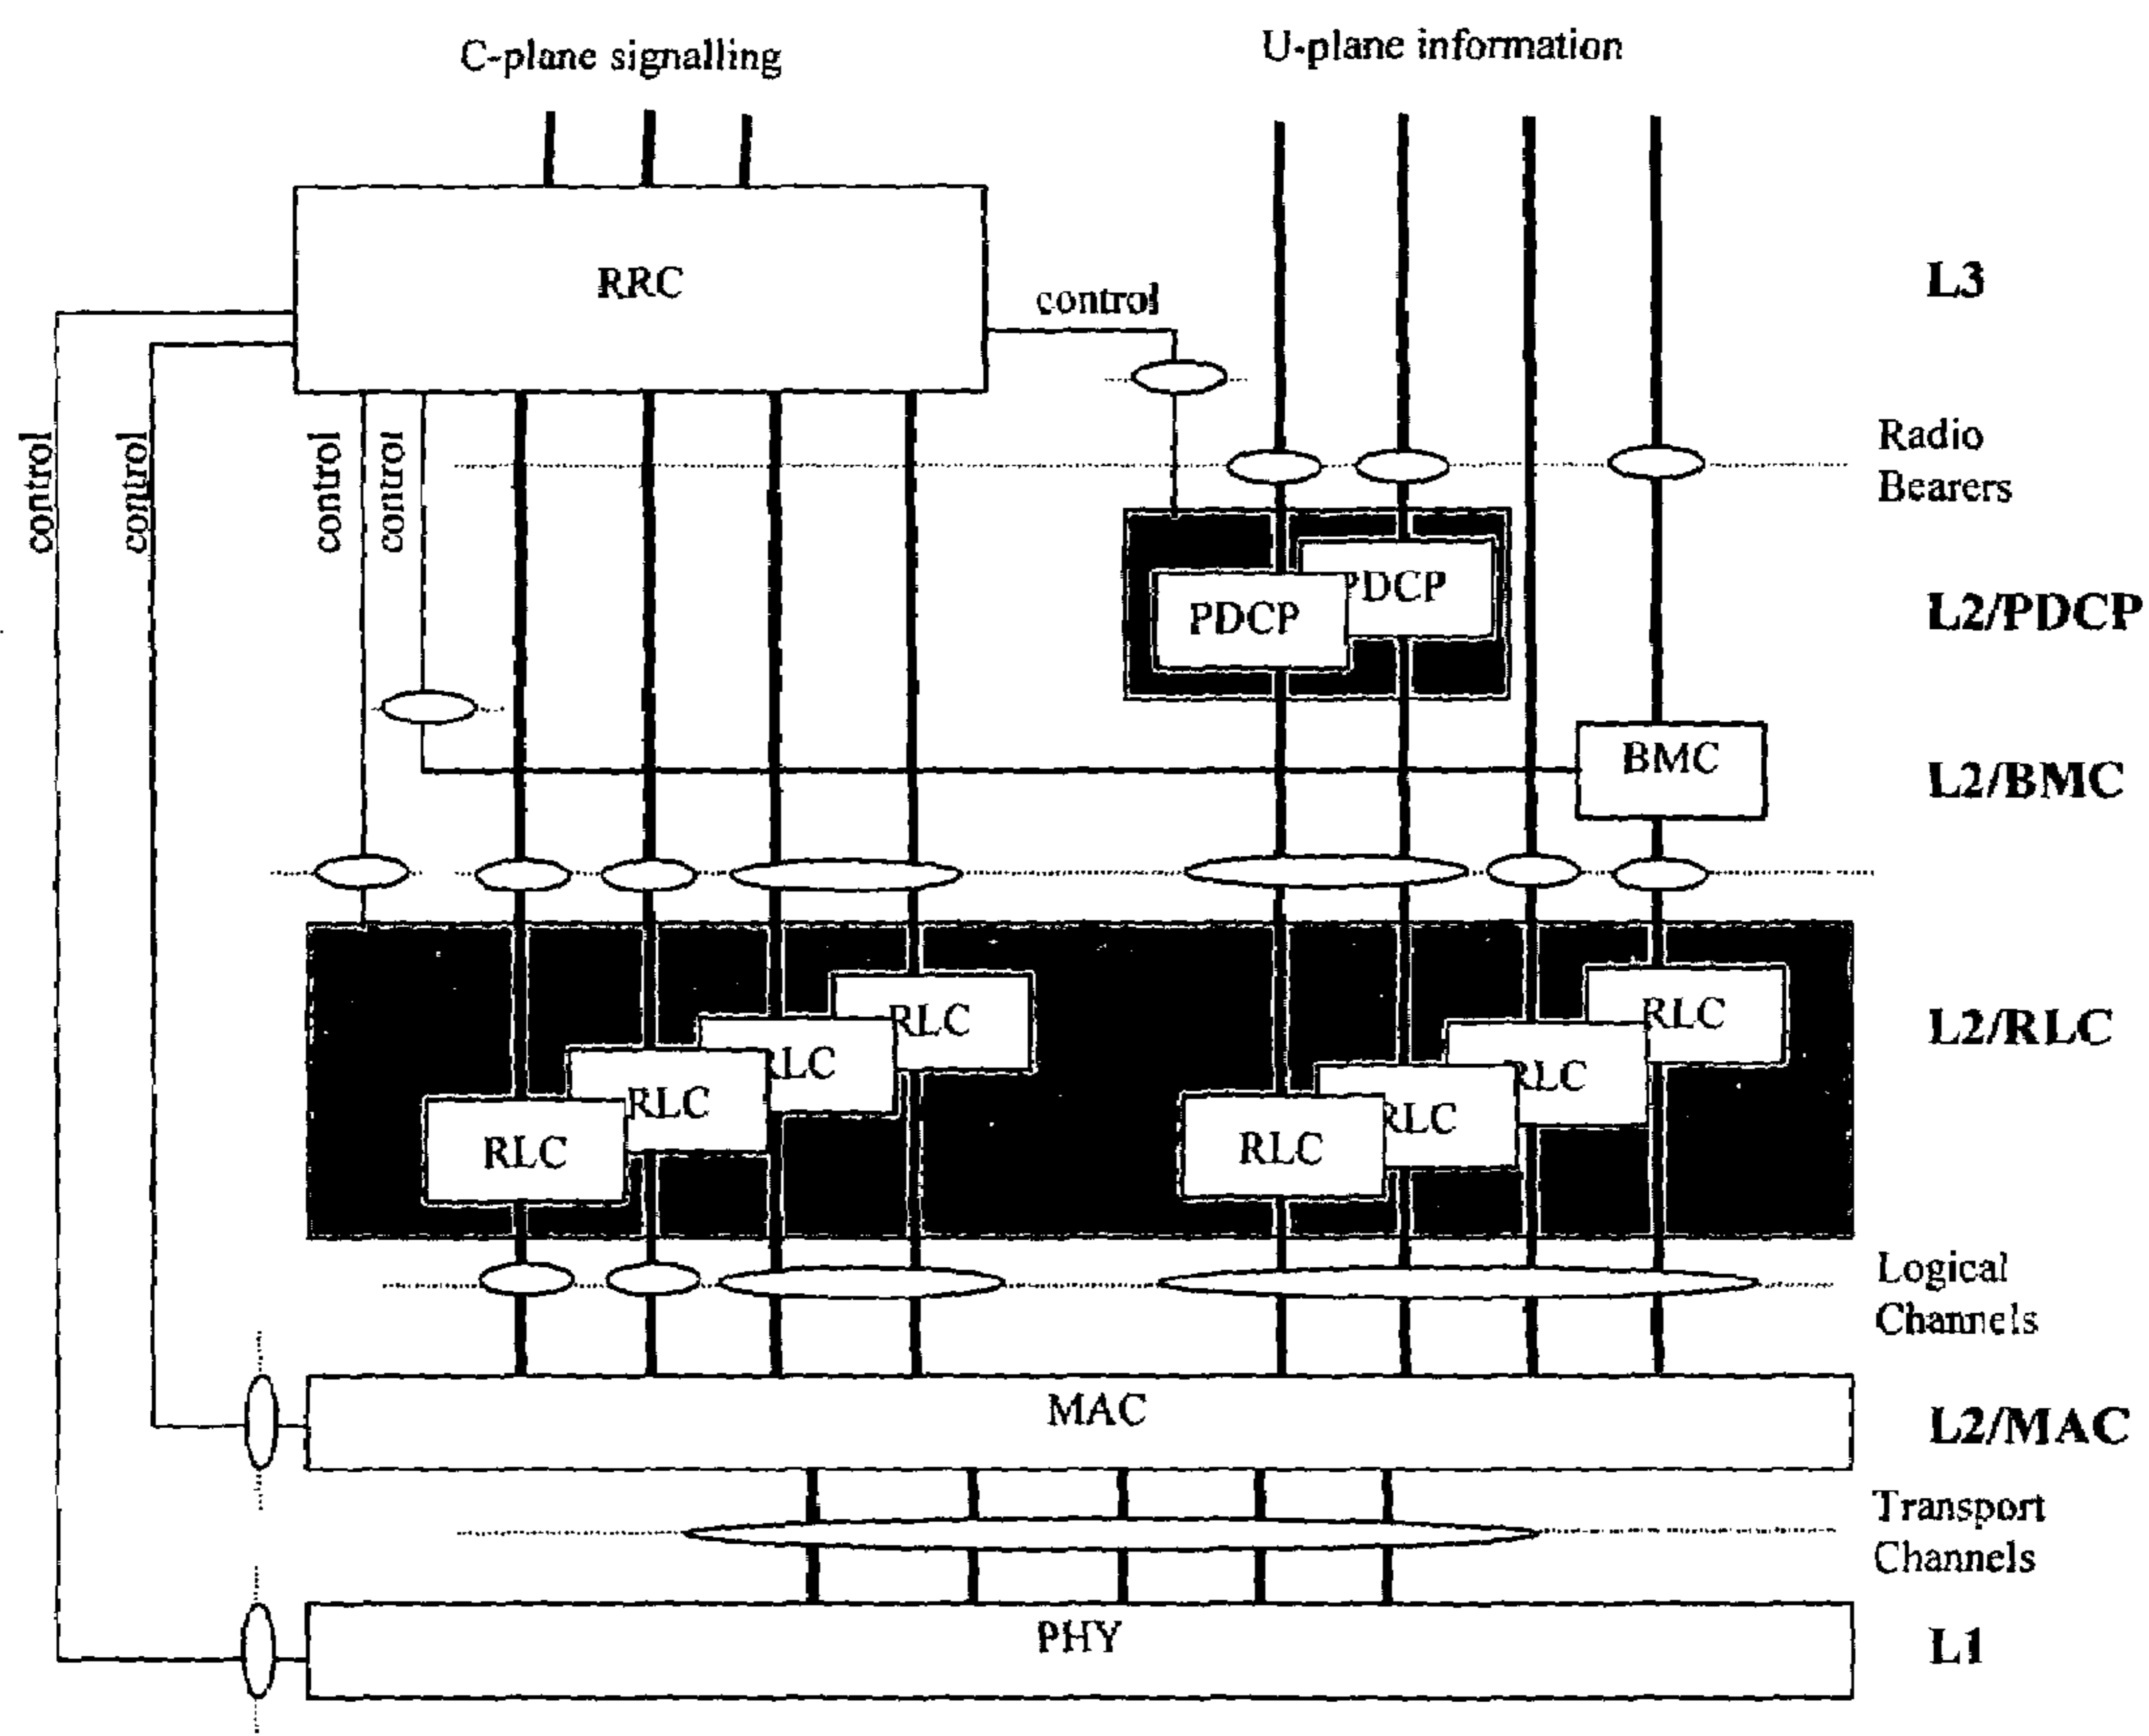 C-plane signalling
U-plane information
RRC
control
L3
control
control
control
control
Radio
Bearers
PDCP
PDCP
L2/PDCP
BMC
L2/BMC
RLC
RLC
RLC
RLC
RLC
RLC
RLC
RLC
L2/RLC
Logical
Channels
MAC
L2/MAC
Transport
Channels
PHY
L1